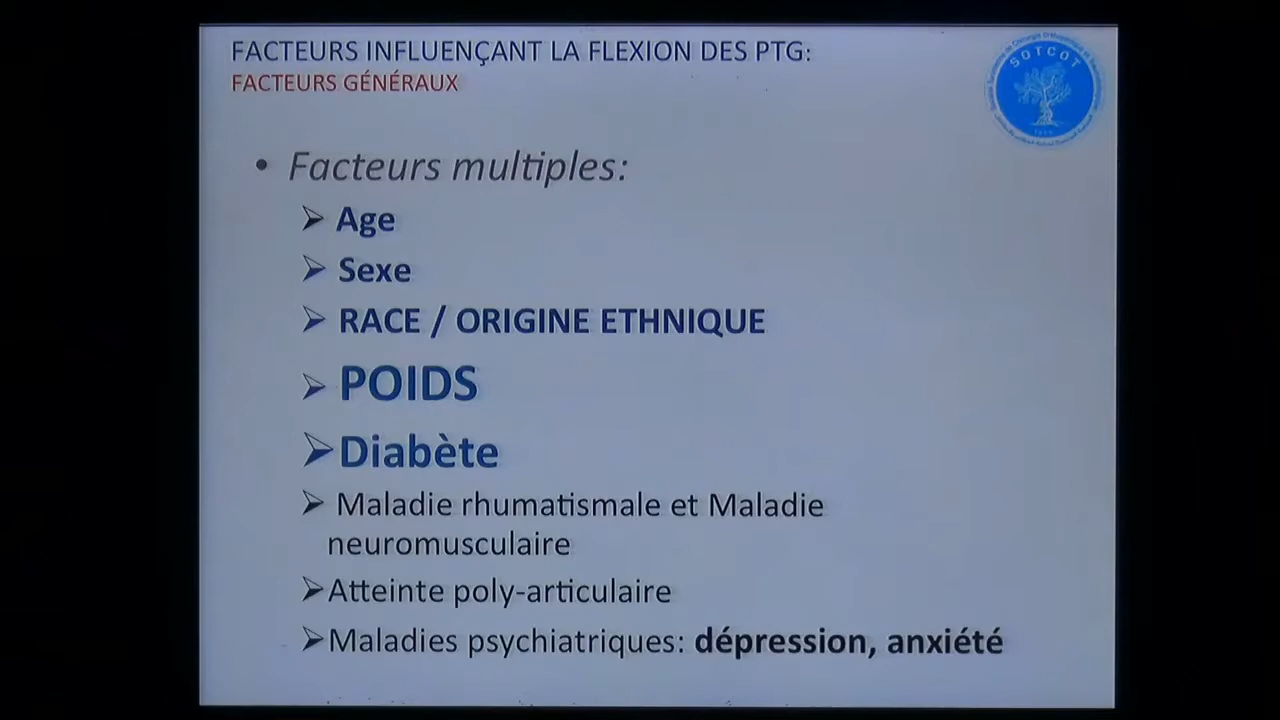 FACTEURS INFLUENÇANT LA FLEXION DES PTG:
FACTEURS GÉNÉRAUX
SOTCOT
• Facteurs multiples:
➢ Age
➢ Sexe
➢ RACE / ORIGINE ETHNIQUE
➢ POIDS
➢ Diabète
➢ Maladie rhumatismale et Maladie
neuromusculaire
➢ Atteinte poly-articulaire
➢ Maladies psychiatriques: dépression, anxiété